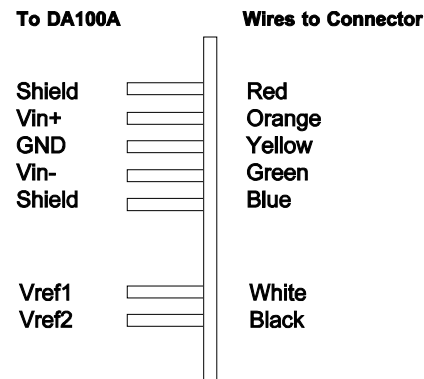 To DA100A Wires to Connector
Shield Red
Vin+ Orange
GND Yellow
Vin- Green
Shield Blue
Vref1 White
Vref2 Black